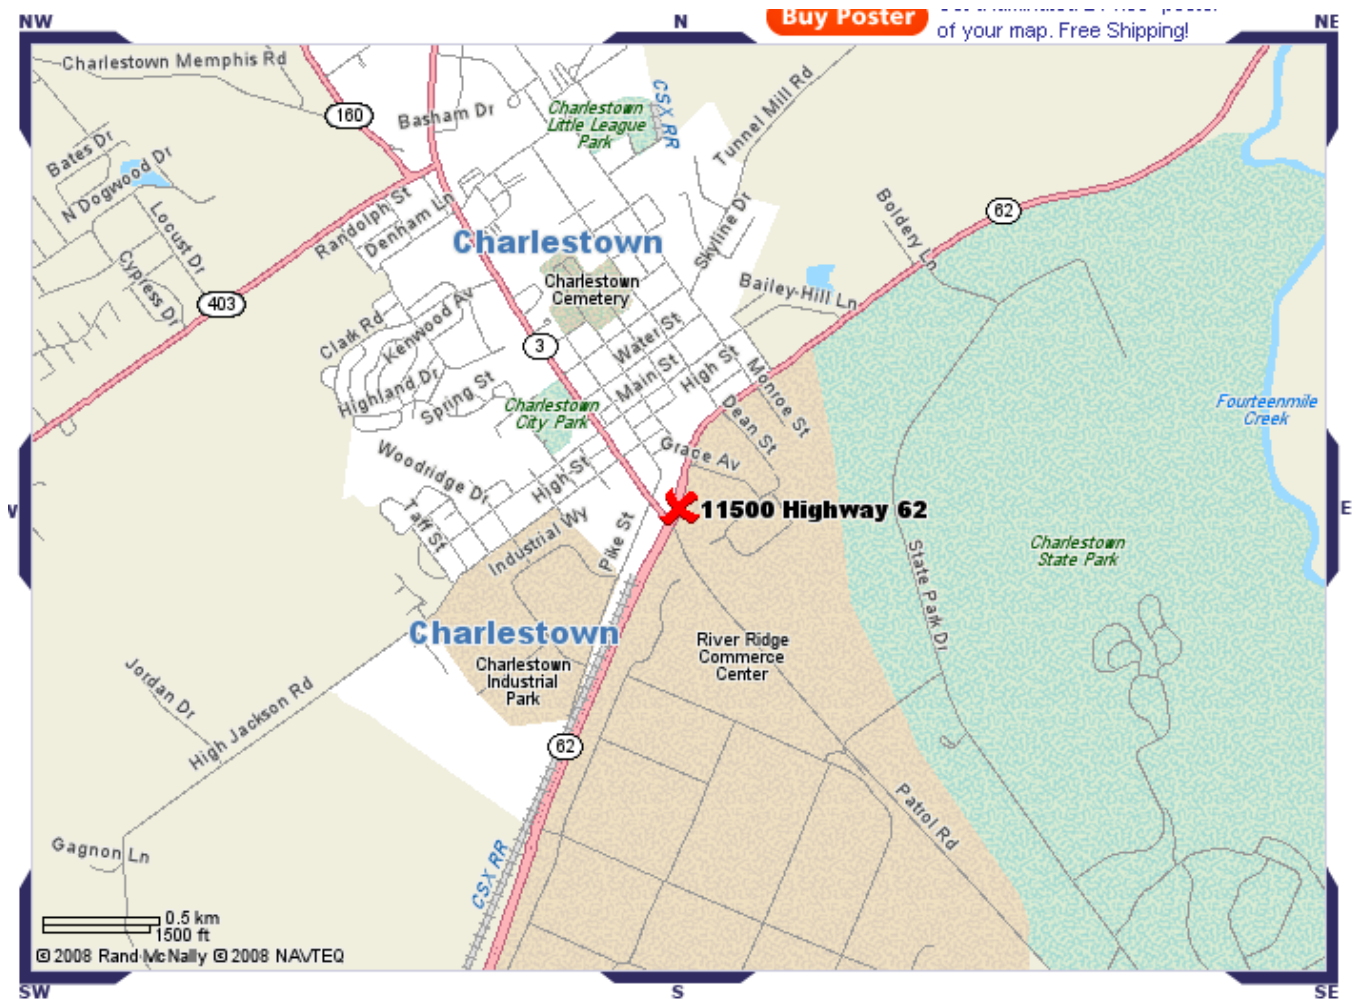 NW
N
NE
Buy Poster
of your map. Free Shipping!
Charlestown Memphis Rd
160
Basham Dr
Charlestown
Little League
Park
CSX RR
Tunnel Mill Rd
Bates Dr
N Dogwood Dr
Locust Dr
Cypress Dr
Randolph St
Denham Ln
Charlestown
Skyline Dr
Boldery Ln
62
403
Charlestown
Cemetery
Bailey-Hill Ln
Clark Rd
Kenwood Av
3
Water St
Main St
High St
Monroe St
Highland Dr
Spring St
Charlestown
City Park
Dean St
Fourteenmile
Creek
Grace Av
Woodridge Dr
High St
Taff St
Industrial Wy
Pike St
11500 Highway 62
E
State Park Dr
Charlestown
State Park
Charlestown
Charlestown
Industrial
Park
River Ridge
Commerce
Center
Jordan Dr
High Jackson Rd
62
Patrol Rd
Gagnon Ln
CSX RR
0.5 km
1500 ft
© 2008 Rand McNally © 2008 NAVTEQ
SW
S
SE